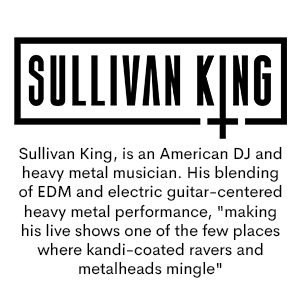 SULLIVAN KING
Sullivan King, is an American DJ and
heavy metal musician. His blending
of EDM and electric guitar-centered
heavy metal performance, "making
his live shows one of the few places
where kandi-coated ravers and
metalheads mingle"